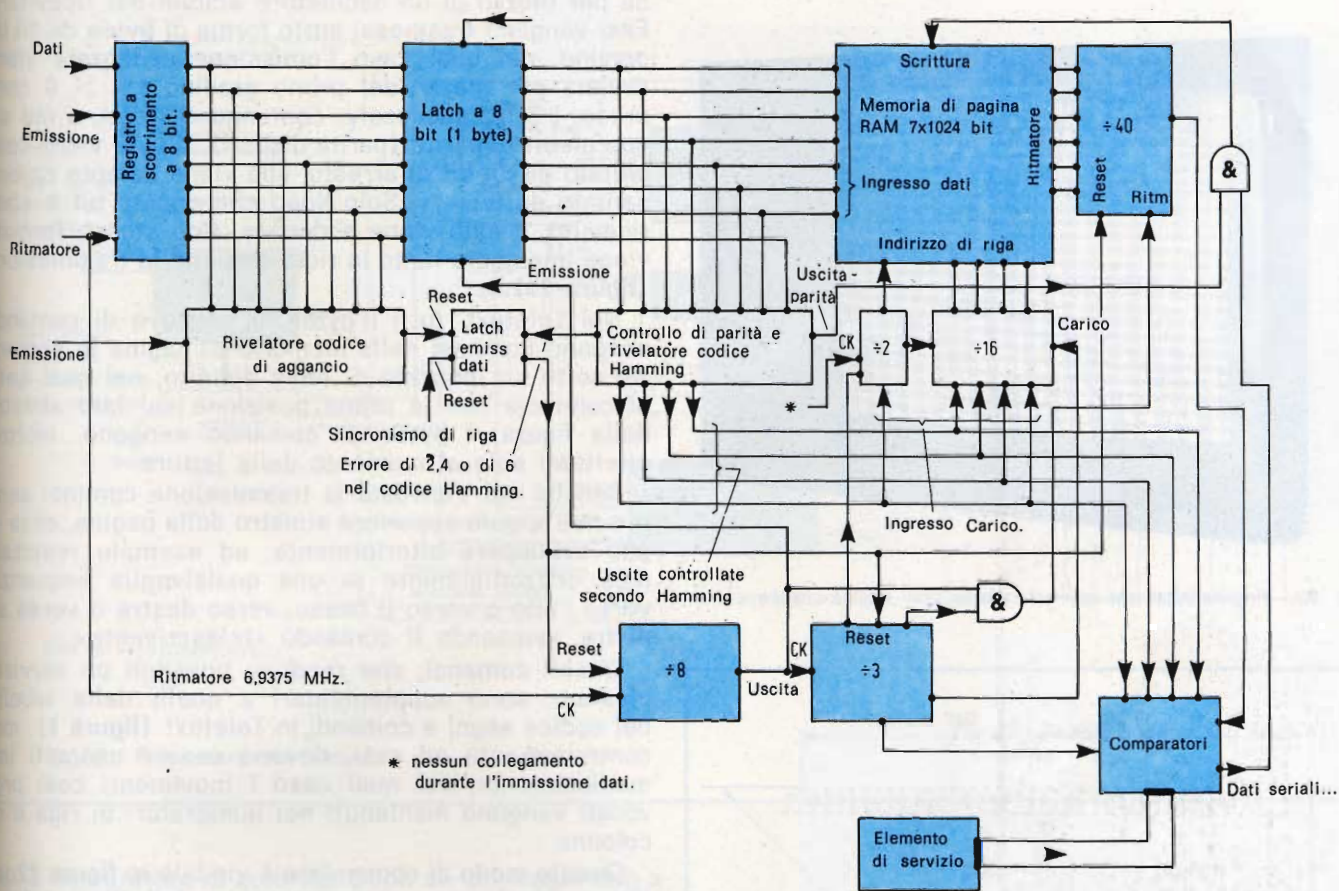 Dati
Emissione
Ritmatore
Registro a
scorrimento
a 8 bit.
Latch a 8
bit (1 byte)
Scrittura
Memoria di pagina
RAM 7x1024 bit
Ingresso dati
Ritmatore
Indirizzo di riga
÷40
Reset
Ritm
&
Emissione
Rivelatore codice
di aggancio
Reset
Latch
emiss
dati
Reset
Emissione
Controllo di parità e
rivelatore codice
Hamming
Uscita-
parità
CK
÷2
÷16
Carico
*
Sincronismo di riga
Errore di 2,4 o di 6
nel codice Hamming.
Ingresso Carico.
Uscite controllate
secondo Hamming
&
Ritmatore 6,9375 MHz.
Reset
CK
÷8
Uscita
CK
Reset
÷3
Comparatori
Dati seriali...
* nessun collegamento
durante l'immissione dati.
Elemento
di servizio